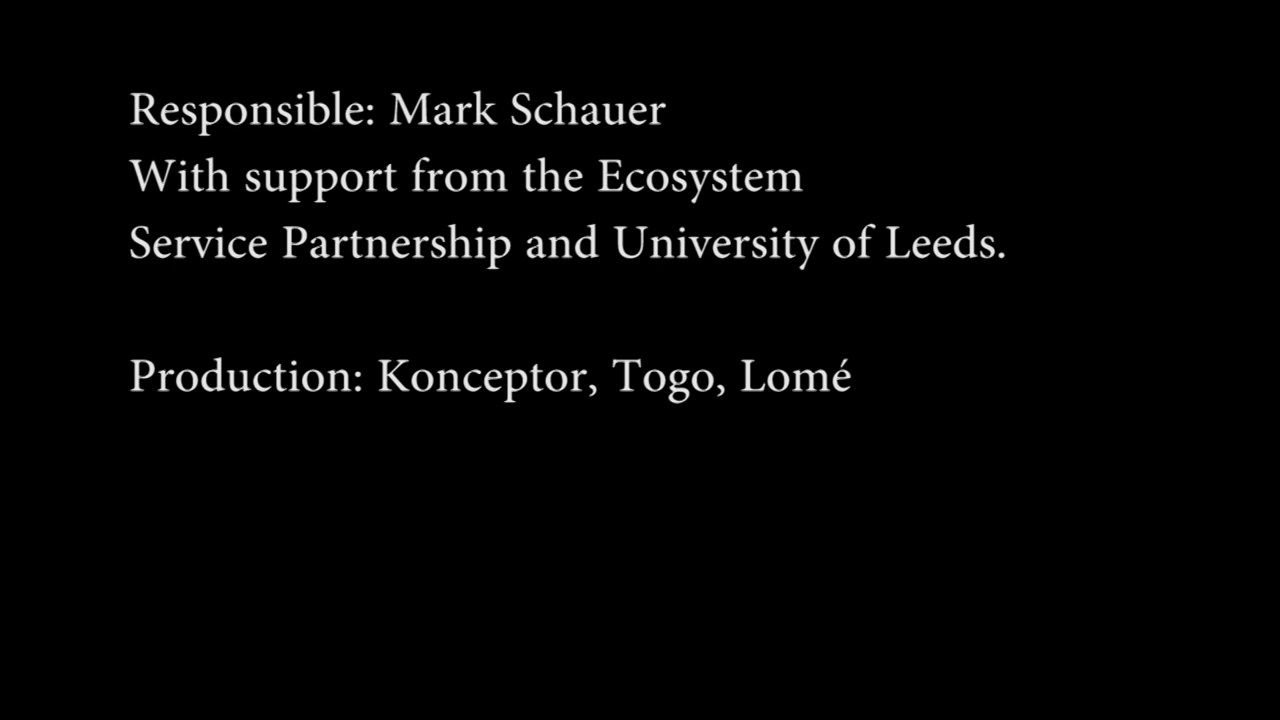 Responsible: Mark Schauer
With support from the Ecosystem
Service Partnership and University of Leeds.
Production: Konceptor, Togo, Lomé